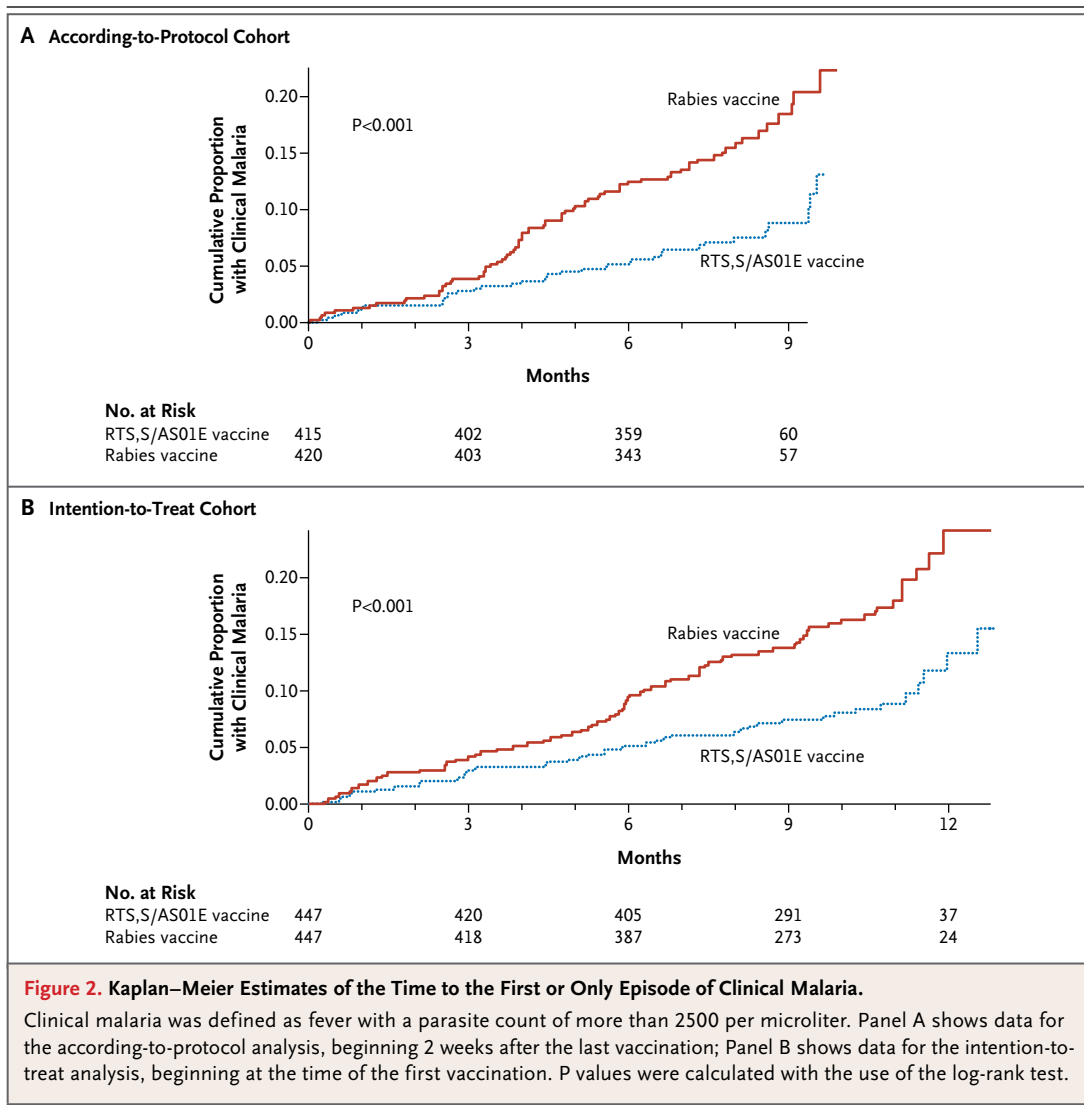 A According-to-Protocol Cohort
Cumulative Proportion
with Clinical Malaria
0.20
0.15
0.10
0.05
0.00
P<0.001
Rabies vaccine
RTS,S/AS01E vaccine
0 3 6 9
Months
No. at Risk
RTS,S/AS01E vaccine 415 402 359 60
Rabies vaccine 420 403 343 57
B Intention-to-Treat Cohort
Cumulative Proportion
with Clinical Malaria
0.20
0.15
0.10
0.05
0.00
P<0.001
Rabies vaccine
RTS,S/AS01E vaccine
0 3 6 9 12
Months
No. at Risk
RTS,S/AS01E vaccine 447 420 405 291 37
Rabies vaccine 447 418 387 273 24
Figure 2. Kaplan–Meier Estimates of the Time to the First or Only Episode of Clinical Malaria.
Clinical malaria was defined as fever with a parasite count of more than 2500 per microliter. Panel A shows data for
the according-to-protocol analysis, beginning 2 weeks after the last vaccination; Panel B shows data for the intention-to-
treat analysis, beginning at the time of the first vaccination. P values were calculated with the use of the log-rank test.